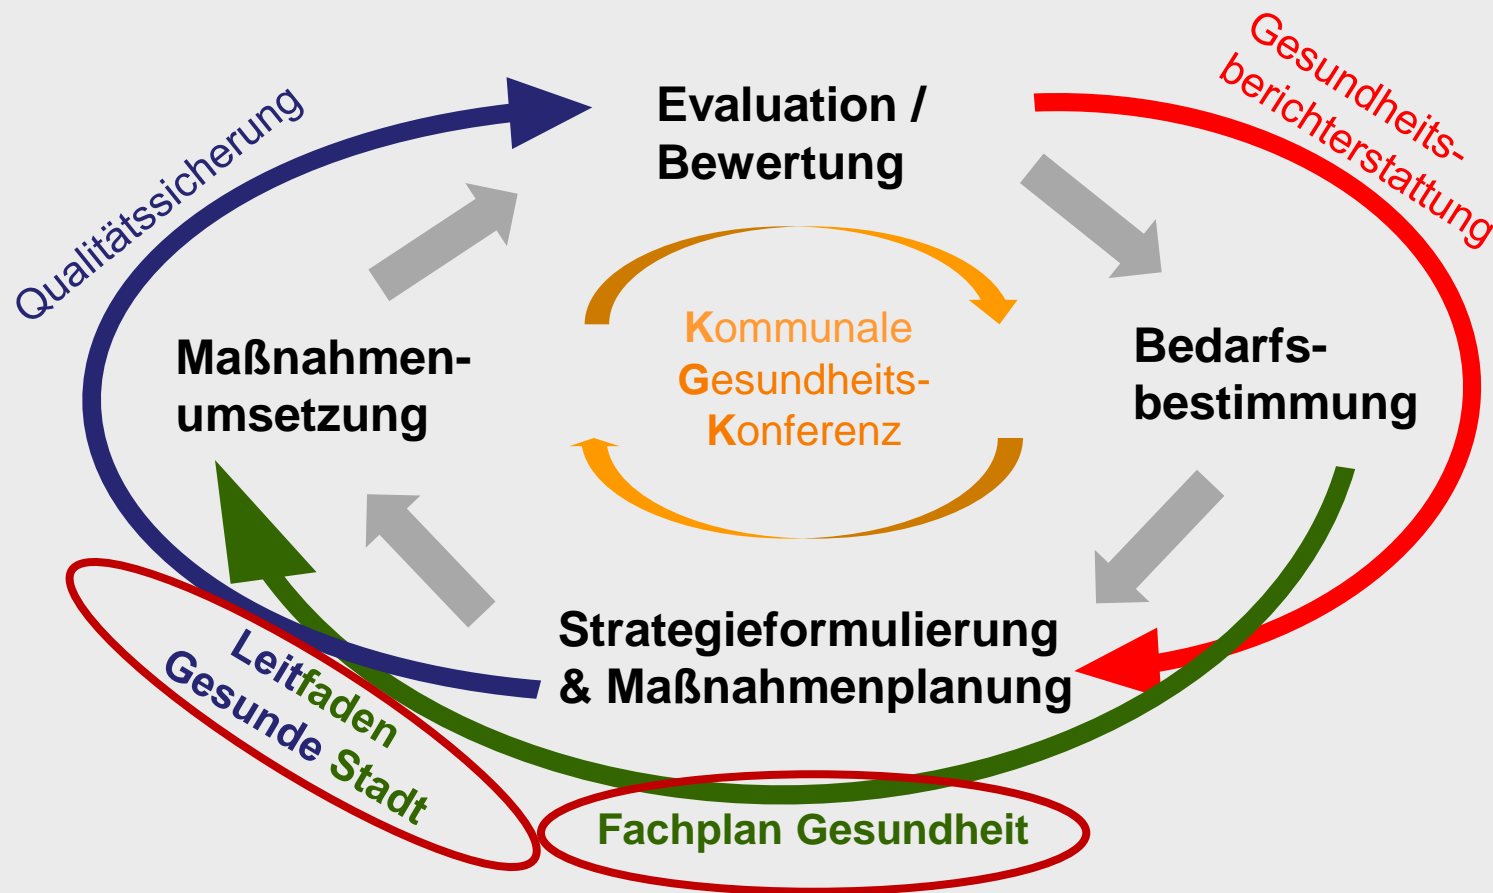 Gesundheits-
berichterstattung
Qualitätssicherung
Evaluation /
Bewertung
Kommunale
Gesundheits-
Konferenz
Maßnahmen-
umsetzung
Bedarfs-
bestimmung
Strategieformulierung
& Maßnahmenplanung
Leitfaden
Gesunde Stadt
Fachplan Gesundheit